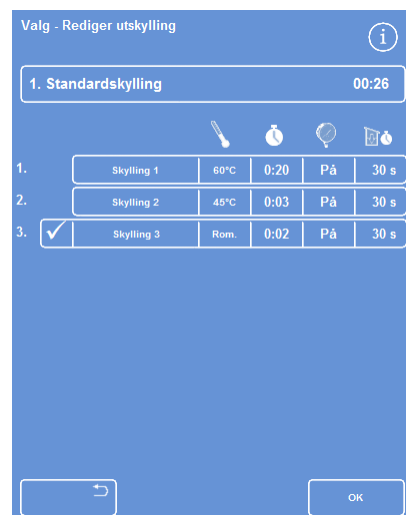 Valg - Rediger utskylling
i
1. Standardskylling 00:26
1. Skylling 1 60°C 0:20 På 30 s
2. Skylling 2 45°C 0:03 På 30 s
3. Skylling 3 Rom. 0:02 På 30 s
OK